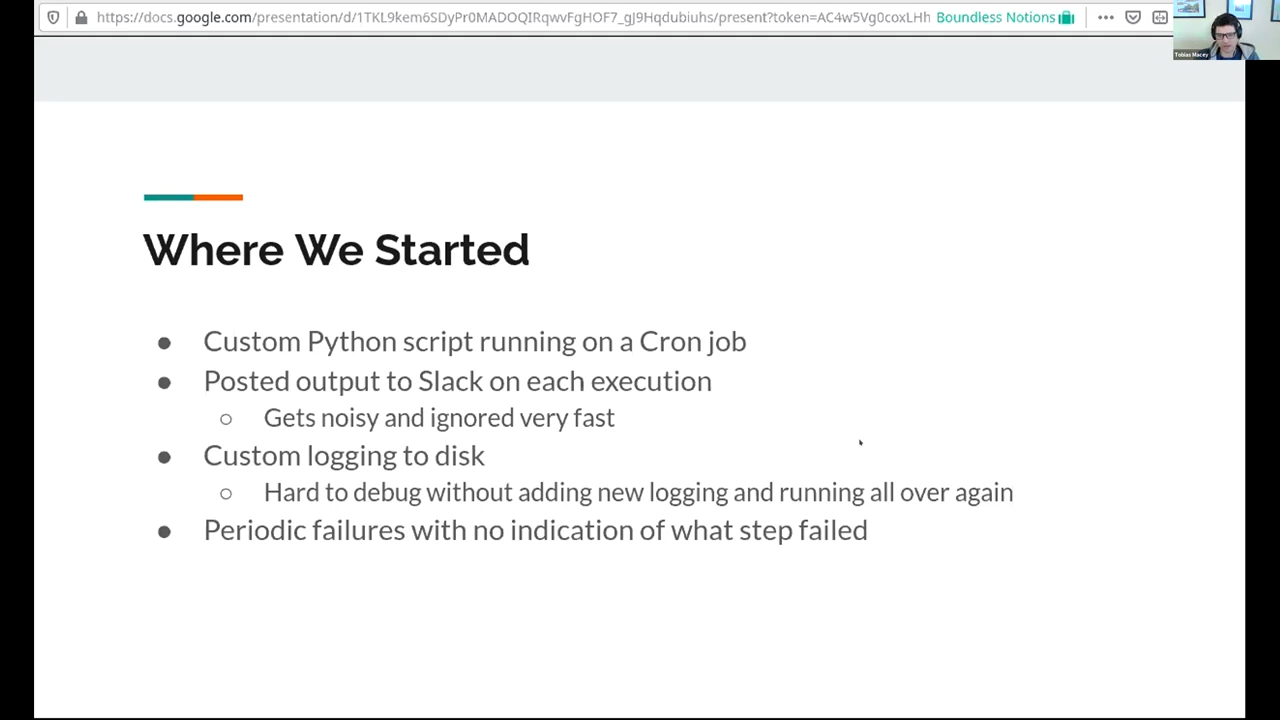 https://docs.google.com/presentation/d/1TKL9kem6SDyPr0MADOQIRqwvFgHOF7_gJ9Hqdubiuhs/present?token=AC4w5Vg0coxLHh Boundless Notions
Tobias Macey
Where We Started
● Custom Python script running on a Cron job
● Posted output to Slack on each execution
○ Gets noisy and ignored very fast
● Custom logging to disk
○ Hard to debug without adding new logging and running all over again
● Periodic failures with no indication of what step failed